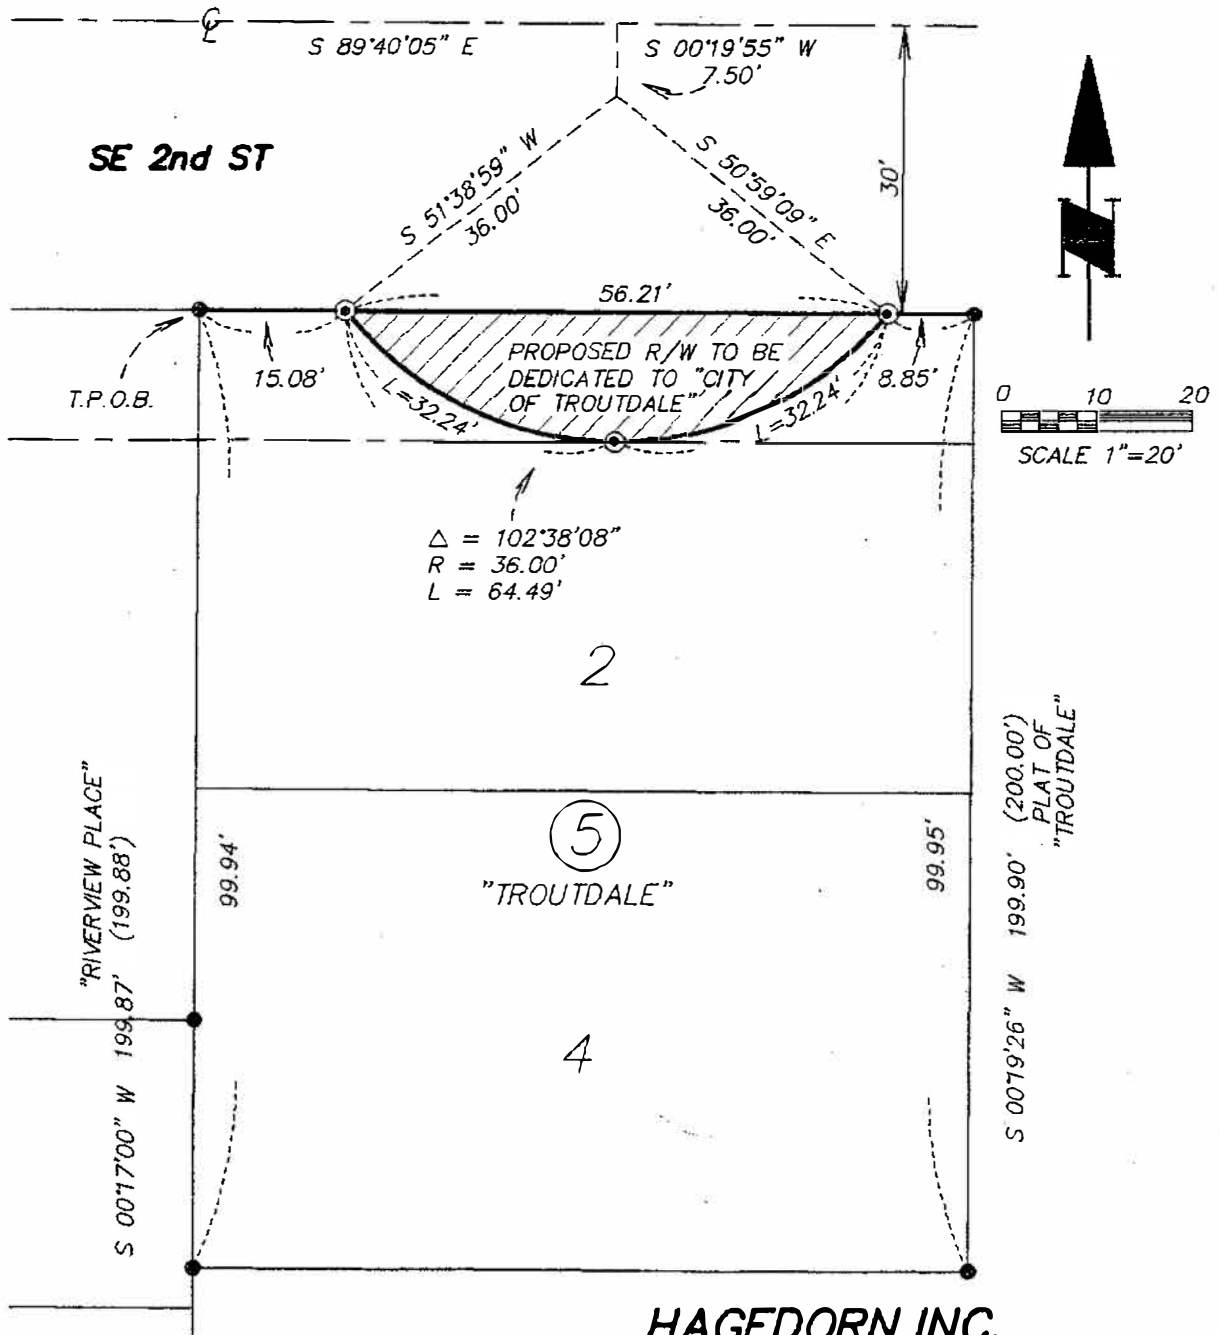 ℄
S 89°40'05" E
S 00°19'55" W
7.50'
SE 2nd ST
S 51°38'59" W
36.00'
S 50°59'09" E
36.00'
30'
56.21'
PROPOSED R/W TO BE
DEDICATED TO "CITY
OF TROUTDALE"
15.08'
8.85'
T.P.O.B.
L=32.24'
L=32.24'
0 10 20
SCALE 1"=20'
△ = 102°38'08"
R = 36.00'
L = 64.49'
2
"RIVERVIEW PLACE"
S 00°17'00" W 199.87' (199.88')
99.94'
5
"TROUTDALE"
99.95'
S 00°19'26" W 199.90' (200.00')
PLAT OF
"TROUTDALE"
4
HAGEDORN INC.